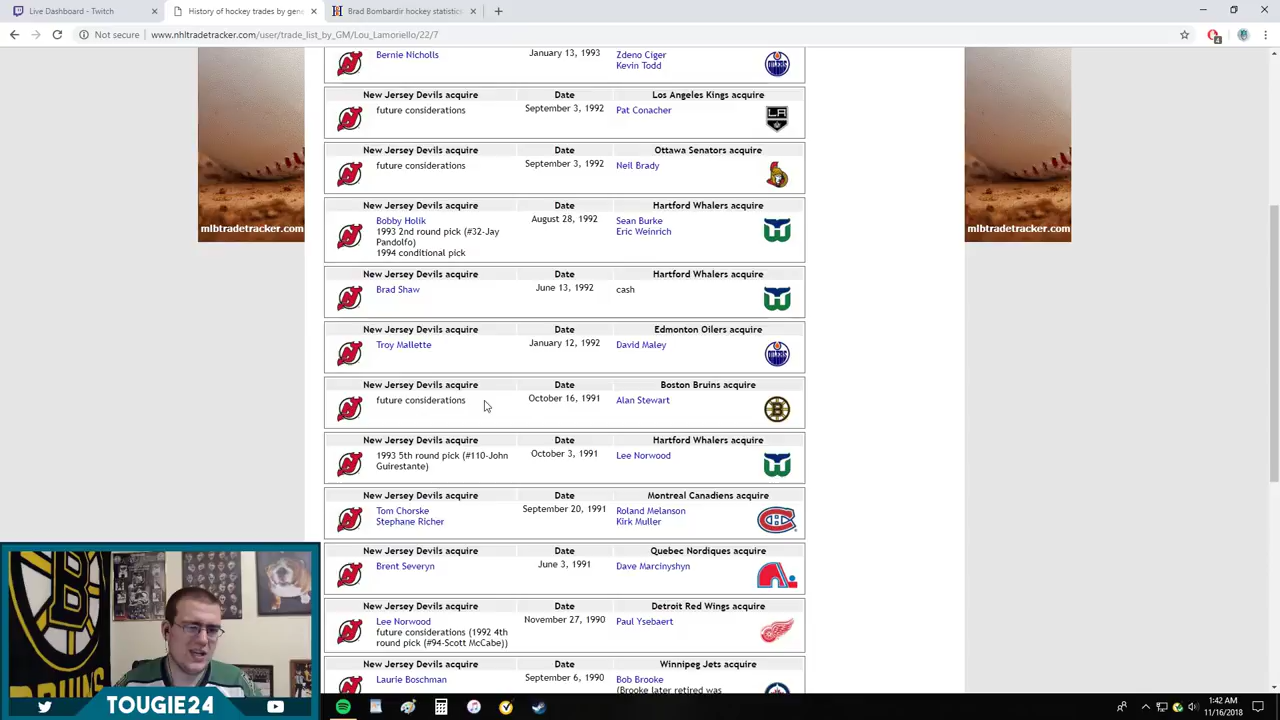 Live Dashboard - Twitch
History of hockey trades by gene
Brad Bombardir hockey statistics
Not secure
www.nhltradetracker.com/user/trade_list_by_GM/Lou_Lamoriello/22/7
Bernie Nicholls
January 13, 1993
Zdeno Ciger
Kevin Todd
New Jersey Devils acquire
Date
Los Angeles Kings acquire
future considerations
September 3, 1992
Pat Conacher
New Jersey Devils acquire
Date
Ottawa Senators acquire
future considerations
September 3, 1992
Neil Brady
New Jersey Devils acquire
Date
Hartford Whalers acquire
Bobby Holik
1993 2nd round pick (#32-Jay
Pandolfo)
1994 conditional pick
August 28, 1992
Sean Burke
Eric Weinrich
mlbtradetracker.com
mlbtradetracker.com
New Jersey Devils acquire
Date
Hartford Whalers acquire
Brad Shaw
June 13, 1992
cash
New Jersey Devils acquire
Date
Edmonton Oilers acquire
Troy Mallette
January 12, 1992
David Maley
New Jersey Devils acquire
Date
Boston Bruins acquire
future considerations
October 16, 1991
Alan Stewart
New Jersey Devils acquire
Date
Hartford Whalers acquire
1993 5th round pick (#110-John
Guirestante)
October 3, 1991
Lee Norwood
New Jersey Devils acquire
Date
Montreal Canadiens acquire
Tom Chorske
Stephane Richer
September 20, 1991
Roland Melanson
Kirk Muller
New Jersey Devils acquire
Date
Quebec Nordiques acquire
Brent Severyn
June 3, 1991
Dave Marcinyshyn
New Jersey Devils acquire
Date
Detroit Red Wings acquire
Lee Norwood
future considerations (1992 4th
round pick (#94-Scott McCabe))
November 27, 1990
Paul Ysebaert
New Jersey Devils acquire
Date
Winnipeg Jets acquire
Laurie Boschman
September 6, 1990
Bob Brooke
(Brooke later retired was
BRUINS
TOUGIE24
1:42 AM
11/16/2018